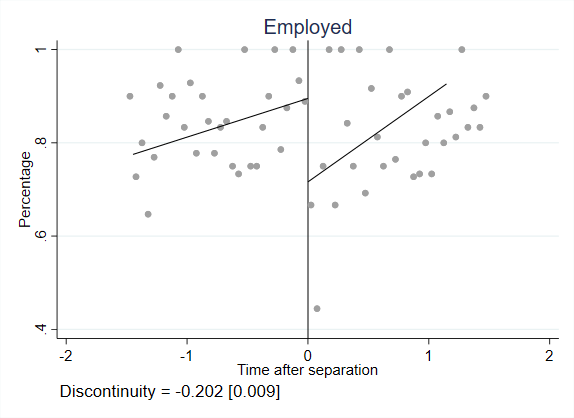 Employed
Percentage
1
.8
.6
.4
-2 -1 0 1 2
Time after separation
Discontinuity = -0.202 [0.009]